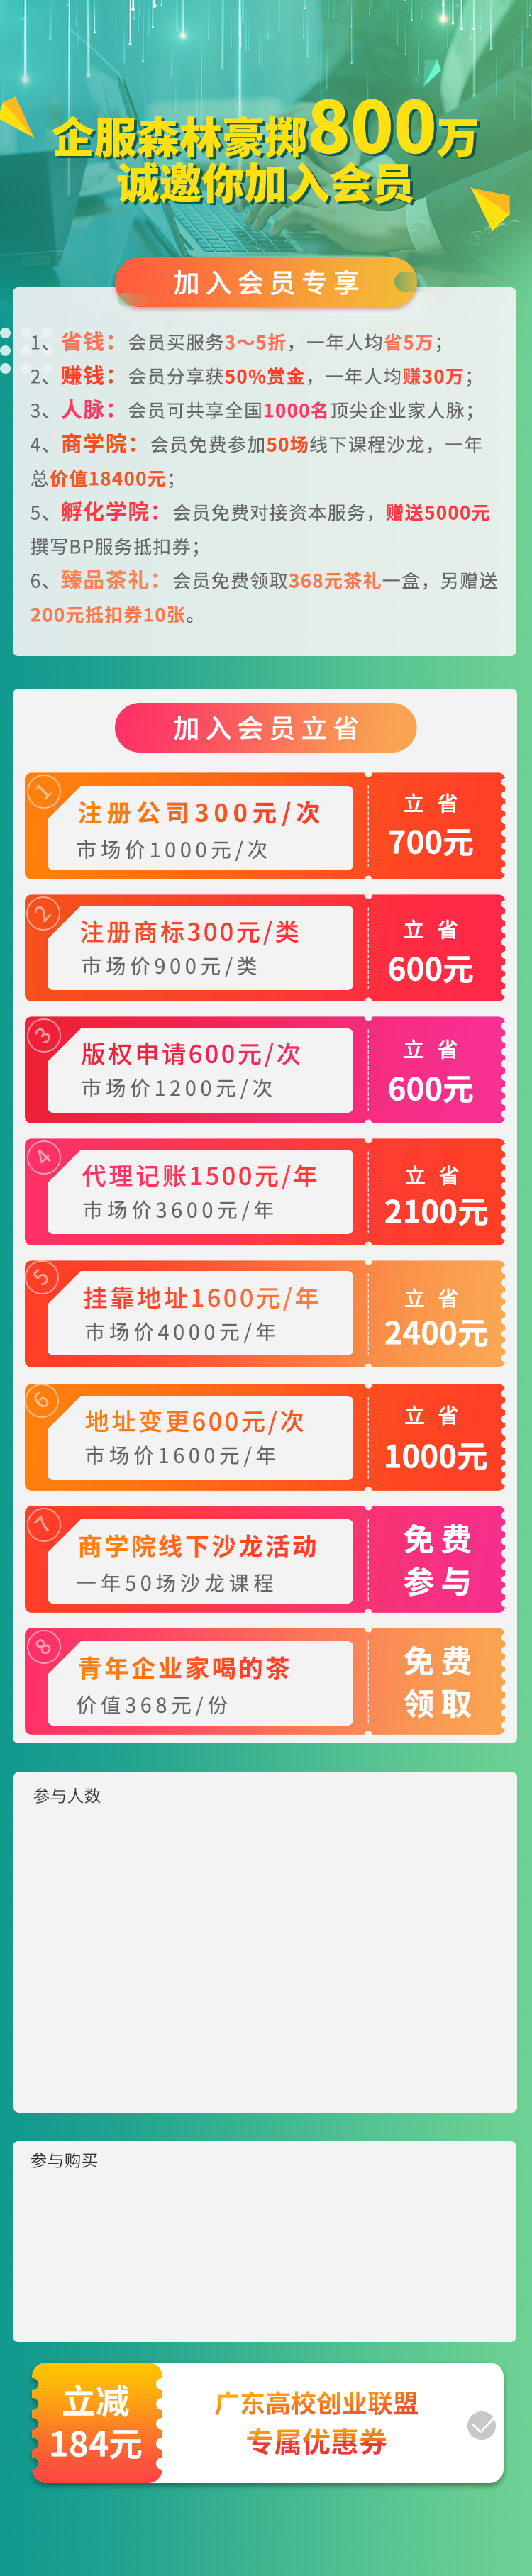 企服森林豪掷800万
诚邀你加入会员
加入会员专享
1、省钱：会员买服务3～5折，一年人均省5万；
2、赚钱：会员分享获50%赏金，一年人均赚30万；
3、人脉：会员可共享全国1000名顶尖企业家人脉；
4、商学院：会员免费参加50场线下课程沙龙，一年
总价值18400元；
5、孵化学院：会员免费对接资本服务，赠送5000元
撰写BP服务抵扣券；
6、臻品茶礼：会员免费领取368元茶礼一盒，另赠送
200元抵扣券10张。
加入会员立省
1
注册公司300元/次
市场价1000元/次
立省
700元
2
注册商标300元/类
市场价900元/类
立省
600元
3
版权申请600元/次
市场价1200元/次
立省
600元
4
代理记账1500元/年
市场价3600元/年
立省
2100元
5
挂靠地址1600元/年
市场价4000元/年
立省
2400元
6
地址变更600元/次
市场价1600元/年
立省
1000元
7
商学院线下沙龙活动
一年50场沙龙课程
免费
参与
8
青年企业家喝的茶
价值368元/份
免费
领取
参与人数
参与购买
立减
184元
广东高校创业联盟
专属优惠券